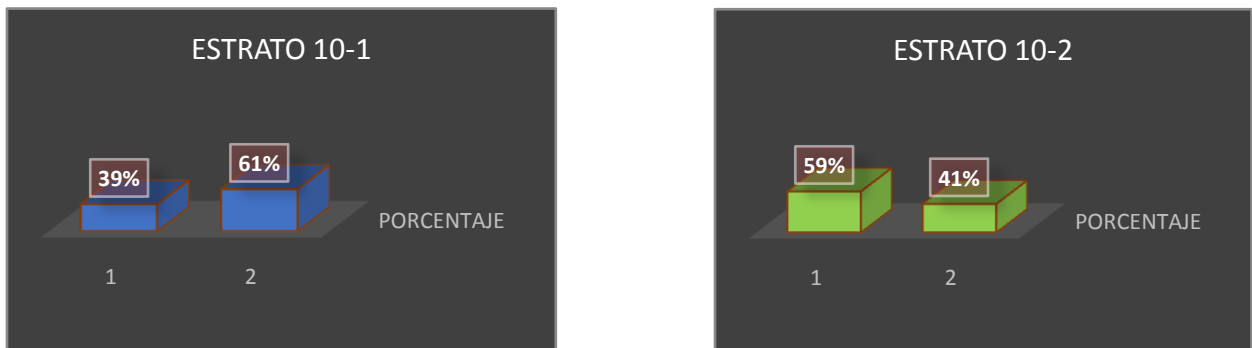 ESTRATO 10-1
39%
61%
PORCENTAJE
1 2
ESTRATO 10-2
59%
41%
PORCENTAJE
1 2